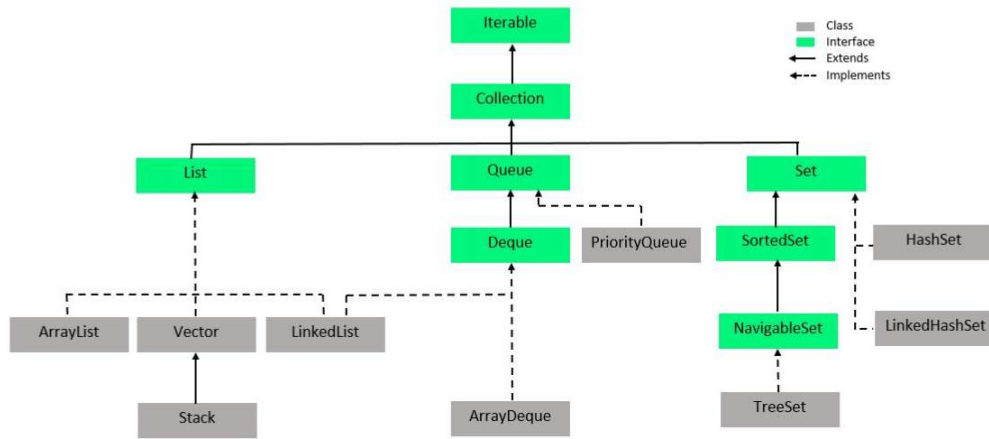 Iterable
Class
Interface
Extends
Implements
Collection
List
Queue
Set
Deque
PriorityQueue
SortedSet
HashSet
ArrayList
Vector
LinkedList
NavigableSet
LinkedHashSet
Stack
ArrayDeque
TreeSet